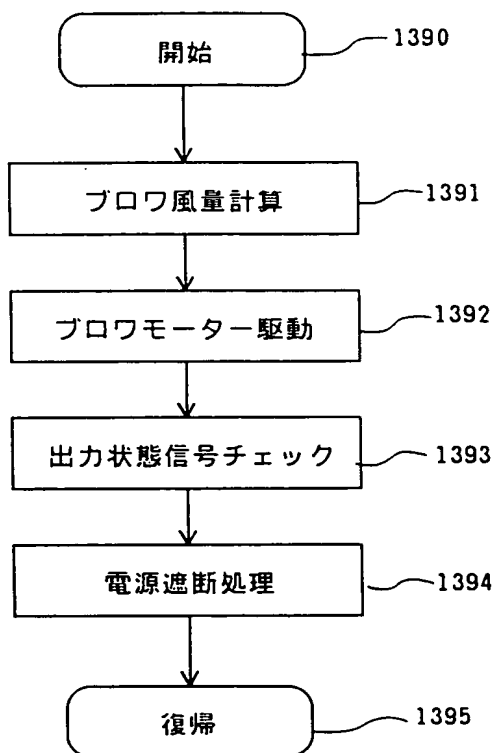 開始
1390
ブロワ風量計算
1391
ブロワモーター駆動
1392
出力状態信号チェック
1393
電源遮断処理
1394
復帰
1395